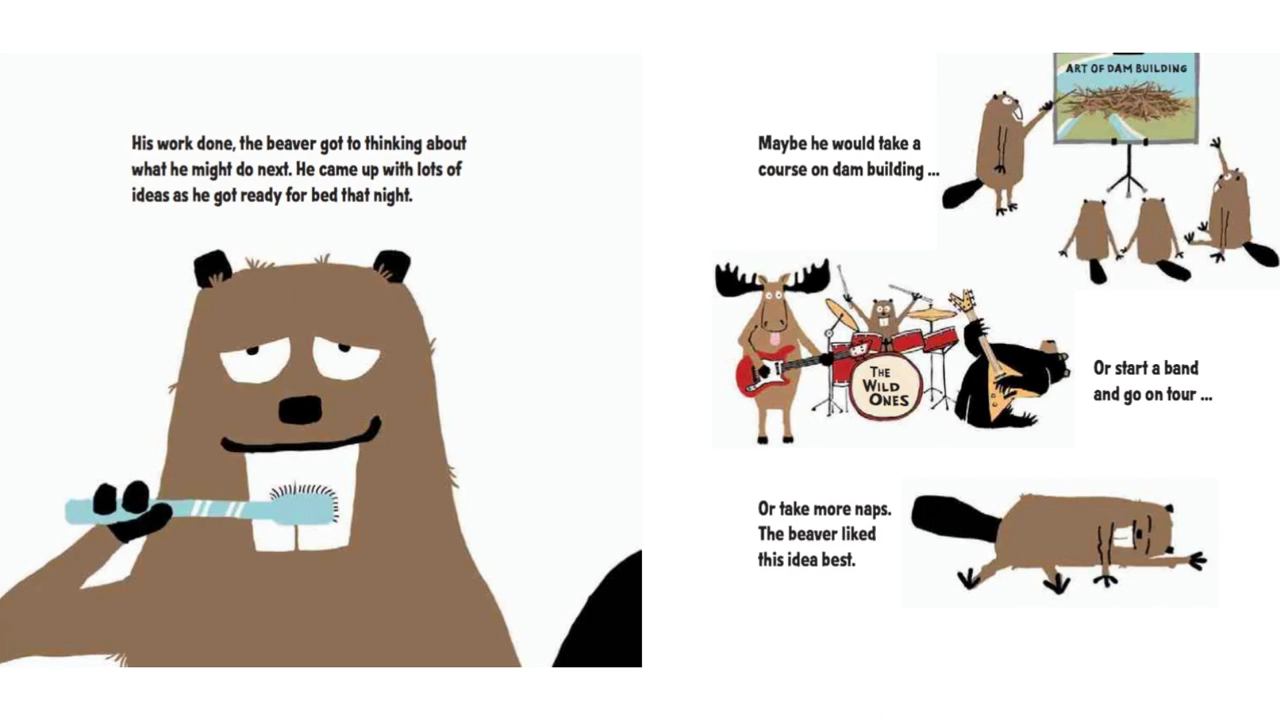 His work done, the beaver got to thinking about
what he might do next. He came up with lots of
ideas as he got ready for bed that night.
ART OF DAM BUILDING
Maybe he would take a
course on dam building ...
THE
WILD
ONES
Or start a band
and go on tour ...
Or take more naps.
The beaver liked
this idea best.